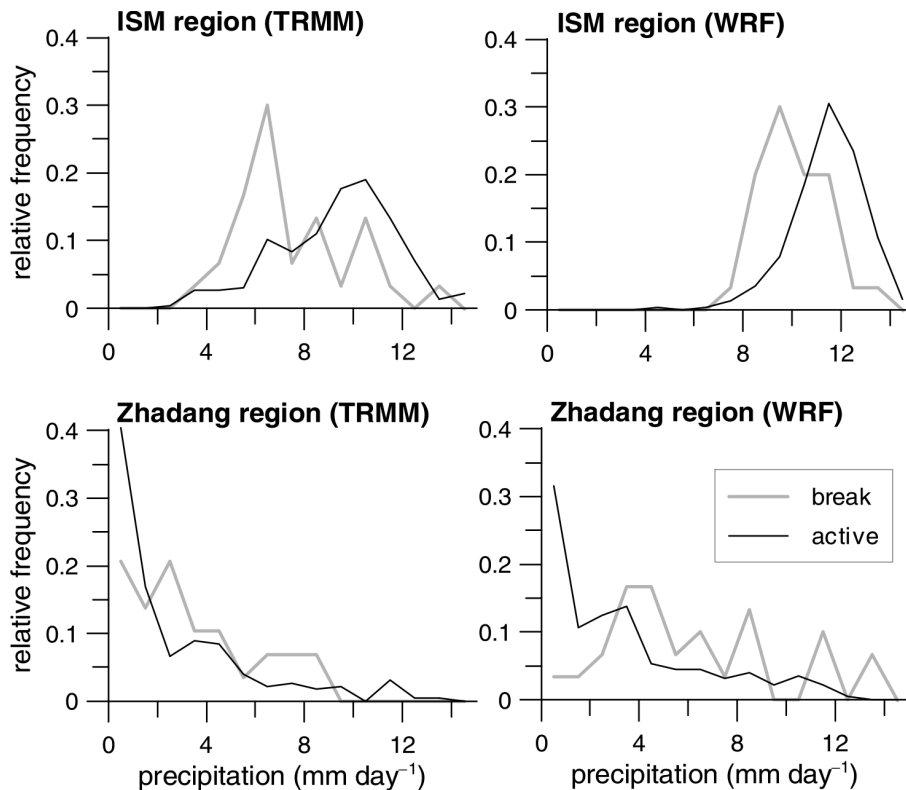 ISM region (TRMM)
0.4
0.3
0.2
0.1
0
relative frequency
0 4 8 12
ISM region (WRF)
0.4
0.3
0.2
0.1
0
0 4 8 12
Zhadang region (TRMM)
0.4
0.3
0.2
0.1
0
relative frequency
0 4 8 12
precipitation (mm day⁻¹)
Zhadang region (WRF)
0.4
0.3
0.2
0.1
0
break
active
0 4 8 12
precipitation (mm day⁻¹)